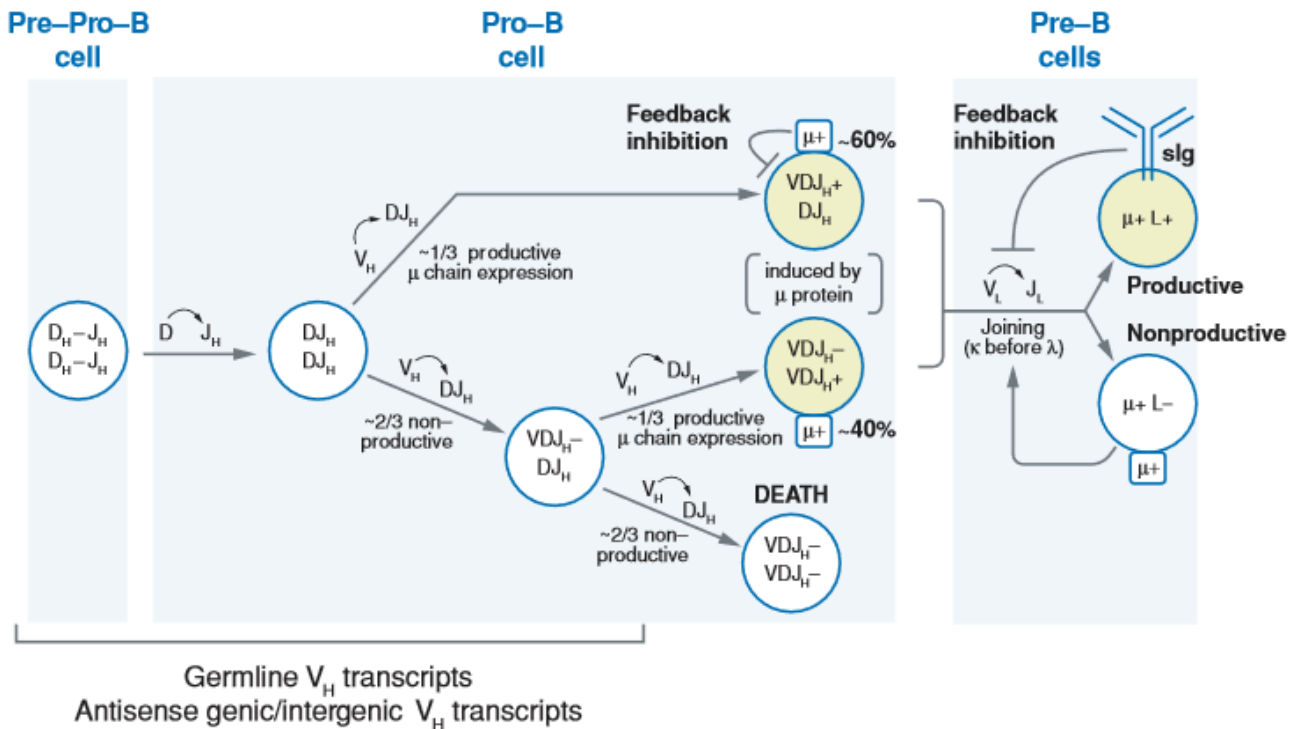 Pre–Pro–B
cell
Pro–B
cell
Pre–B
cells
Feedback
inhibition
μ+ ~60%
VDJH+
DJH
VH DJH
~1/3 productive
μ chain expression
induced by
μ protein
DH–JH
DH–JH
D JH
DJH
DJH
VH DJH
~2/3 non–
productive
VDJH–
DJH
VH DJH
~1/3 productive
μ chain expression
VDJH–
VDJH+
μ+ ~40%
VH DJH
~2/3 non–
productive
DEATH
VDJH–
VDJH–
Feedback
inhibition
sIg
μ+ L+
VL JL
Joining
(κ before λ)
Productive
Nonproductive
μ+ L–
μ+
Germline VH transcripts
Antisense genic/intergenic VH transcripts